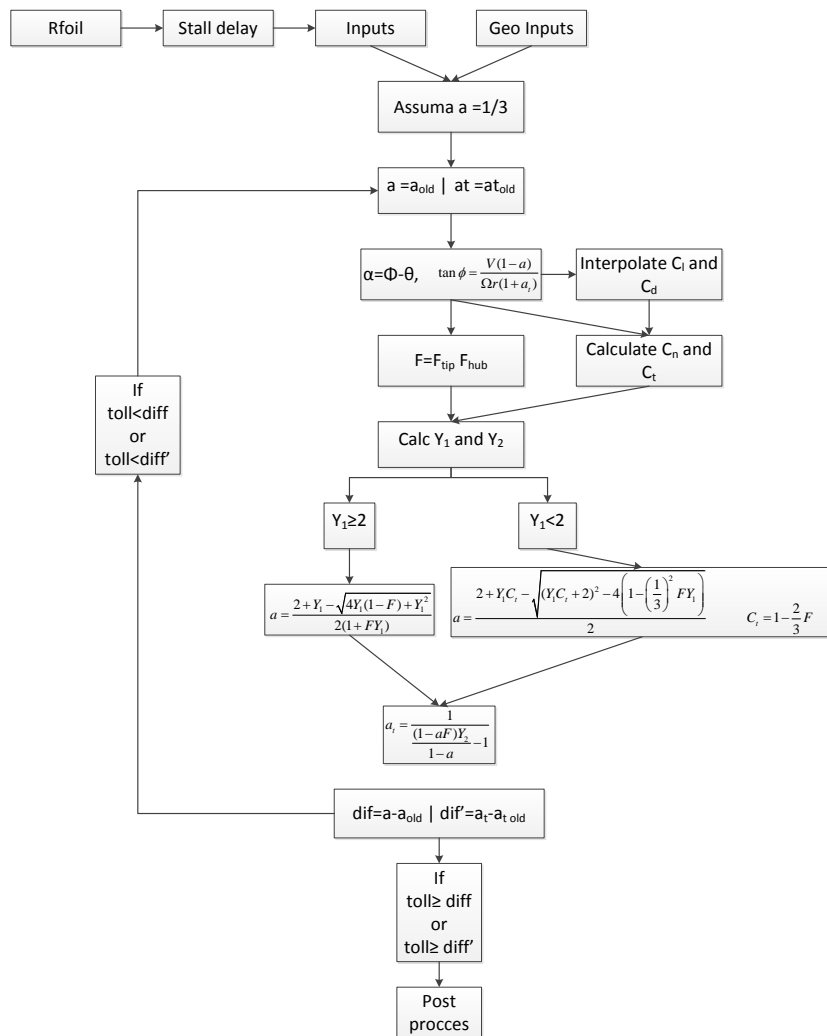 Rfoil
Stall delay
Inputs
Geo Inputs
Assuma a =1/3
a =a_old | at =at_old
α=Φ-θ, tan ϕ = V(1−a) / Ωr(1+a_t)
Interpolate C_l and
C_d
F=F_tip F_hub
Calculate C_n and
C_t
If
toll<diff
or
toll<diff’
Calc Y_1 and Y_2
Y_1≥2
Y_1<2
a = (2+Y_1−√(4Y_1(1−F)+Y_1^2)) / 2(1+FY_1)
a = (2+Y_1C_t−√((Y_1C_t+2)^2−4(1−(1/3)^2 FY_1))) / 2 C_t = 1−2/3 F
a_t = 1 / ((1−aF)Y_2 / (1−a) −1)
dif=a-a_old | dif’=a_t-a_t old
If
toll≥ diff
or
toll≥ diff’
Post
procces